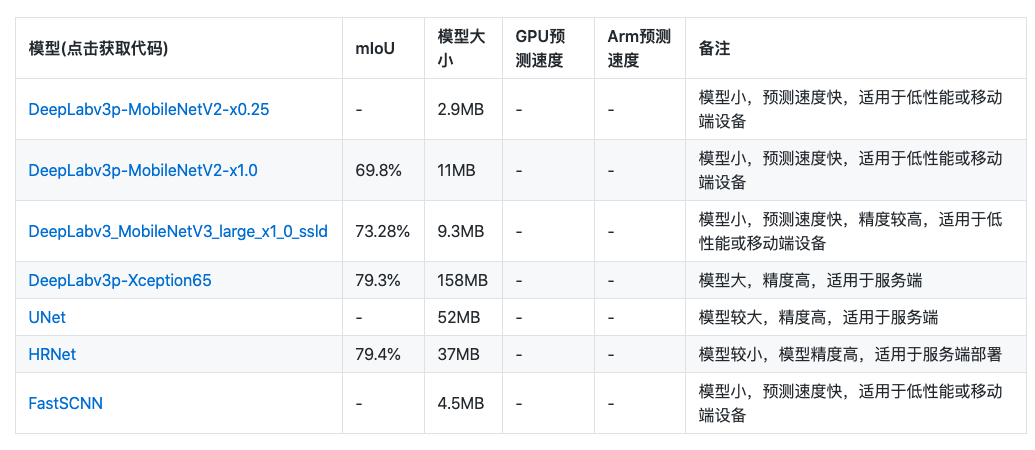 模型(点击获取代码) mIoU 模型大小 GPU预测速度 Arm预测速度 备注
DeepLabv3p-MobileNetV2-x0.25 - 2.9MB - - 模型小，预测速度快，适用于低性能或移动端设备
DeepLabv3p-MobileNetV2-x1.0 69.8% 11MB - - 模型小，预测速度快，适用于低性能或移动端设备
DeepLabv3_MobileNetV3_large_x1_0_ssld 73.28% 9.3MB - - 模型小，预测速度快，精度较高，适用于低性能或移动端设备
DeepLabv3p-Xception65 79.3% 158MB - - 模型大，精度高，适用于服务端
UNet - 52MB - - 模型较大，精度高，适用于服务端
HRNet 79.4% 37MB - - 模型较小，模型精度高，适用于服务端部署
FastSCNN - 4.5MB - - 模型小，预测速度快，适用于低性能或移动端设备